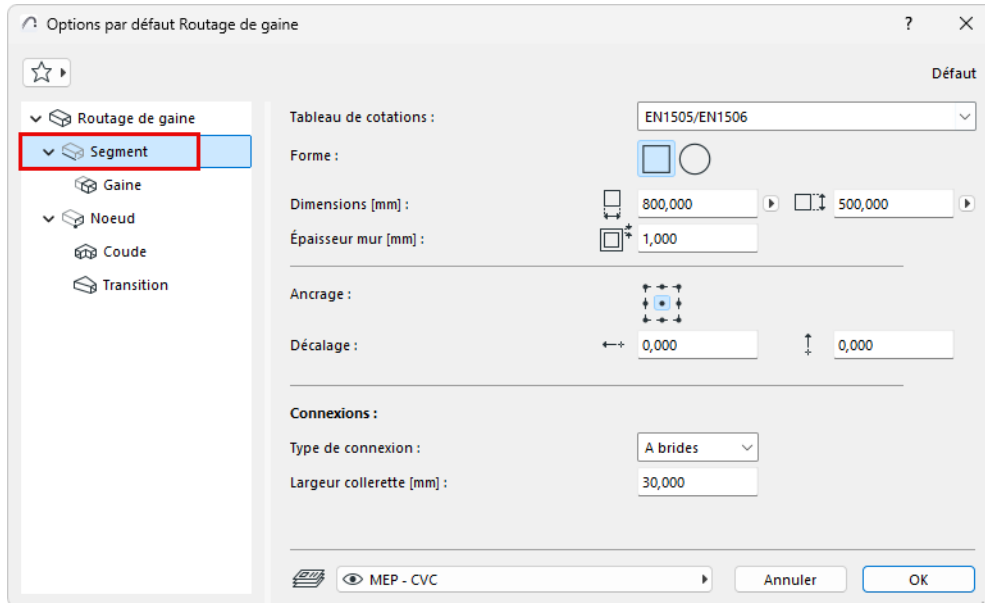 Options par défaut Routage de gaine ?
Défaut
Routage de gaine
Segment
Gaine
Noeud
Coude
Transition
Tableau de cotations : EN1505/EN1506
Forme :
Dimensions [mm] : 800,000 500,000
Épaisseur mur [mm] : 1,000
Ancrage :
Décalage : 0,000 0,000
Connexions :
Type de connexion : A brides
Largeur collerette [mm] : 30,000
MEP - CVC Annuler OK